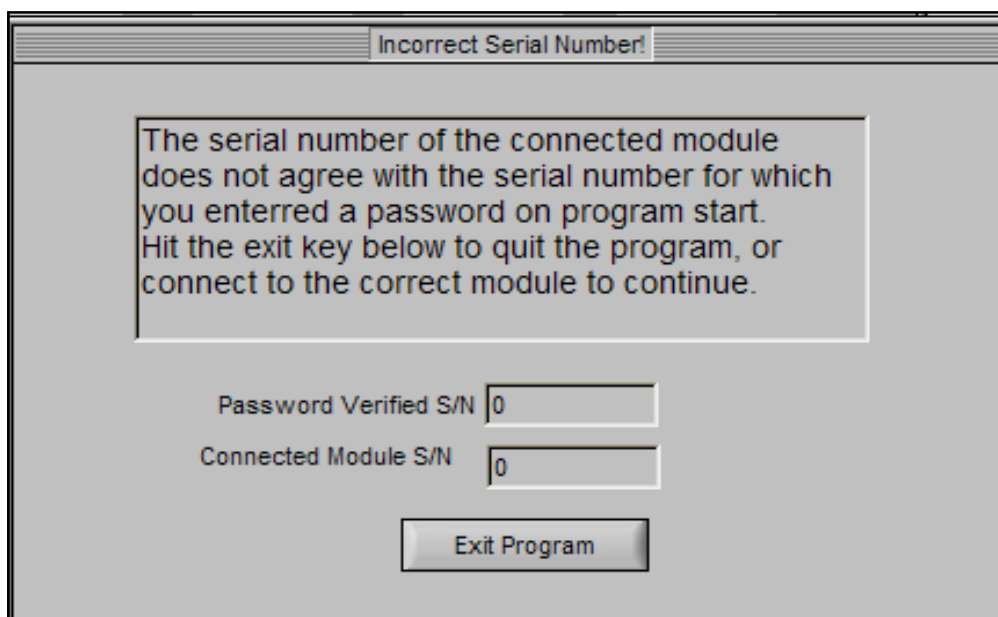 Incorrect Serial Number!
The serial number of the connected module
does not agree with the serial number for which
you enterred a password on program start.
Hit the exit key below to quit the program, or
connect to the correct module to continue.
Password Verified S/N 0
Connected Module S/N 0
Exit Program